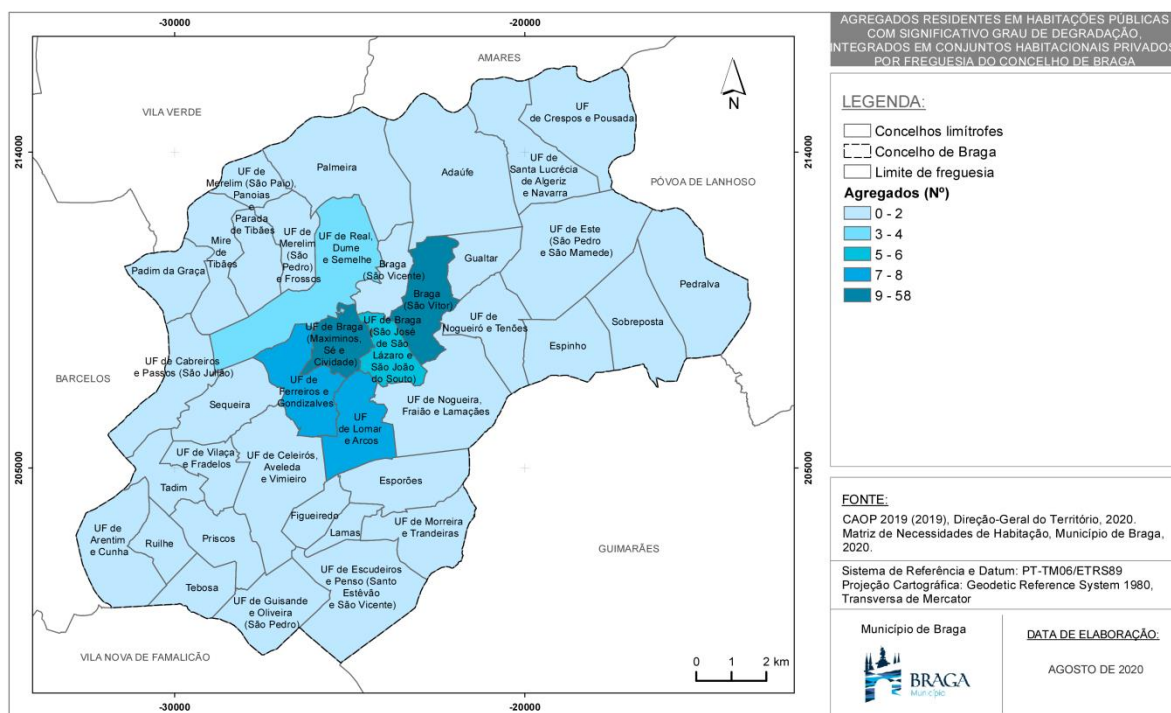 -30000
-20000
AGREGADOS RESIDENTES EM HABITAÇÕES PÚBLICAS
COM SIGNIFICATIVO GRAU DE DEGRADAÇÃO,
INTEGRADOS EM CONJUNTOS HABITACIONAIS PRIVADOS
POR FREGUESIA DO CONCELHO DE BRAGA
AMARES
VILA VERDE
PÓVOA DE LANHOSO
BARCELOS
GUIMARÃES
VILA NOVA DE FAMALICÃO
N
214000
214000
205000
205000
UF
de Crespos e Pousada
Palmeira
Adaúfe
UF de
Santa Lucrécia
de Algeriz
e Navarra
UF de
Merelim (São Paio),
Panoias
e
Parada
de Tibães
Mire
de
Tibães
UF de
Merelim
(São
Pedro)
e Frossos
UF de Real,
Dume
e Semelhe
Padim da Graça
Braga
(São Vicente)
Gualtar
UF de Este
(São Pedro
e São Mamede)
Pedralva
Braga
(São Vitor)
UF de Braga
(Maximinos,
Sé e
Cividade)
UF de Braga
(São José
de São
Lázaro e
São João
do Souto)
UF de
Nogueiró e Tenões
Sobreposta
Espinho
UF de Cabreiros
e Passos (São Julião)
UF de
Ferreiros e
Gondizalves
Sequeira
UF
de Lomar
e Arcos
UF de Nogueira,
Fraião e Lamaçães
UF de Vilaça
e Fradelos
UF de Celeirós,
Aveleda
e Vimieiro
Tadim
Esporões
Figueiredo
Lamas
UF de Morreira
e Trandeiras
UF de
Arentim
e Cunha
Ruilhe
Priscos
Tebosa
UF de Escudeiros
e Penso (Santo
Estêvão
e São Vicente)
UF de Guisande
e Oliveira
(São Pedro)
0 1 2 km
-30000
-20000
LEGENDA:
Concelhos limítrofes
Concelho de Braga
Limite de freguesia
Agregados (Nº)
0 - 2
3 - 4
5 - 6
7 - 8
9 - 58
FONTE:
CAOP 2019 (2019), Direção-Geral do Território, 2020.
Matriz de Necessidades de Habitação, Município de Braga,
2020.
Sistema de Referência e Datum: PT-TM06/ETRS89
Projeção Cartográfica: Geodetic Reference System 1980,
Transversa de Mercator
Município de Braga
BRAGA
Município
DATA DE ELABORAÇÃO:
AGOSTO DE 2020